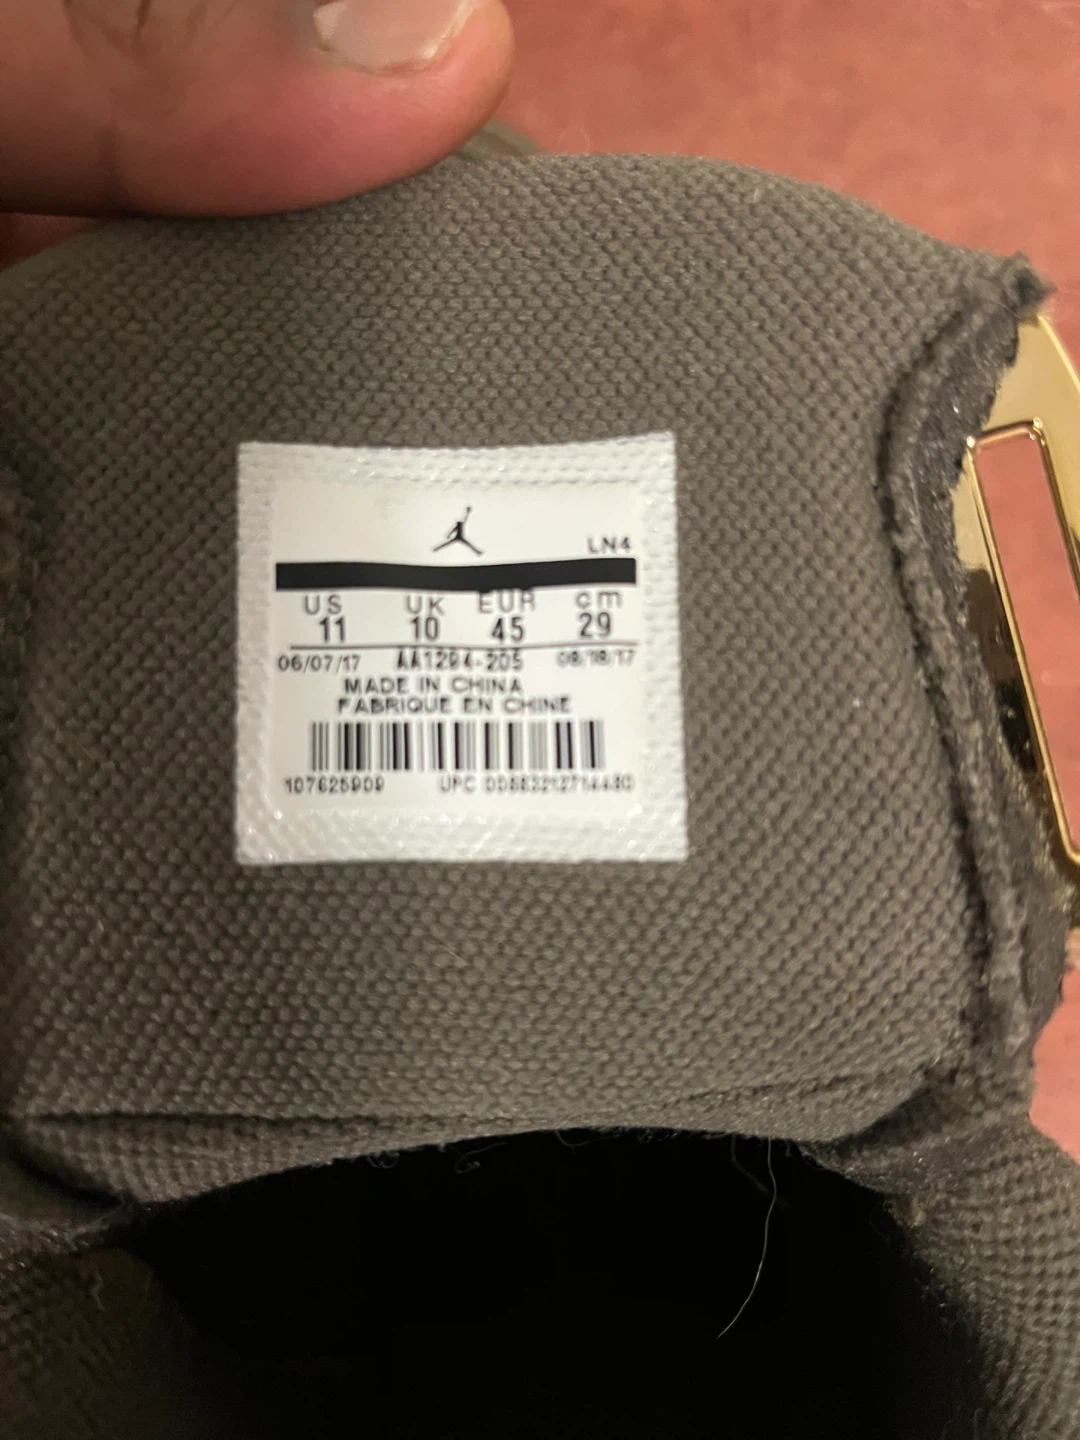 LN4
US UK EUR cm
11 10 45 29
06/07/17 AA1294-205 08/18/17
MADE IN CHINA
FABRIQUE EN CHINE
107625909 UPC